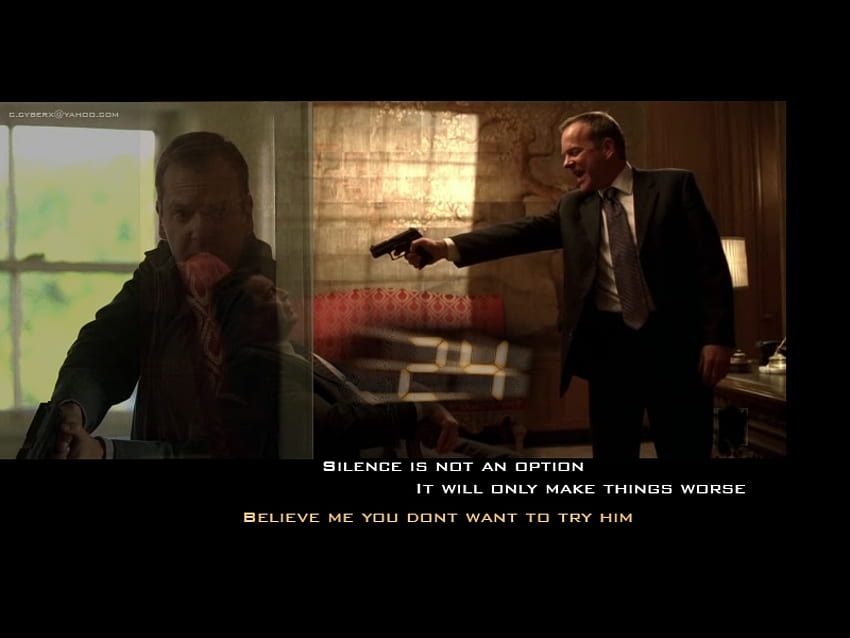 c.cyberx@yahoo.com
24
Silence is not an option
It will only make things worse
Believe me you dont want to try him